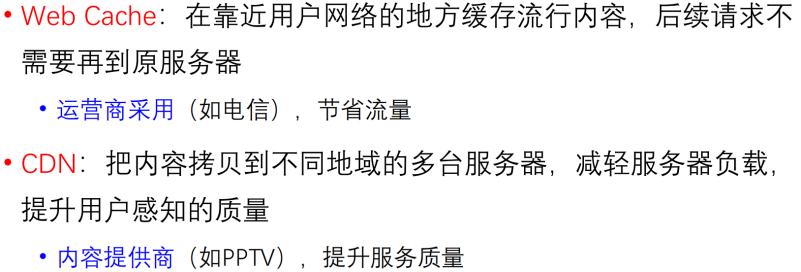 • Web Cache：在靠近用户网络的地方缓存流行内容，后续请求不
需要再到原服务器
• 运营商采用（如电信），节省流量
• CDN：把内容拷贝到不同地域的多台服务器，减轻服务器负载，
提升用户感知的质量
• 内容提供商（如PPTV），提升服务质量